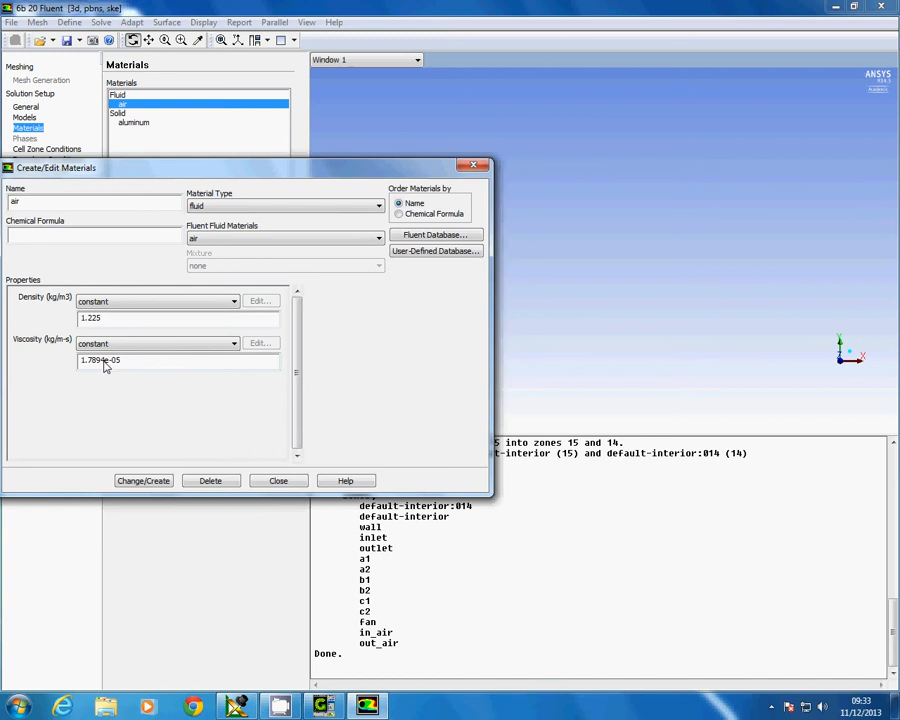 6b 20 Fluent [3d, pbns, ske]
File Mesh Define Solve Adapt Surface Display Report Parallel View Help
Meshing
Mesh Generation
Solution Setup
General
Models
Materials
Phases
Cell Zone Conditions
Materials
Materials
Fluid
air
Solid
aluminum
Window 1
ANSYS
Academic
Create/Edit Materials
Name
air
Chemical Formula
Material Type
fluid
Fluent Fluid Materials
air
Mixture
none
Order Materials by
Name
Chemical Formula
Fluent Database...
User-Defined Database...
Properties
Density (kg/m3)
constant
Edit...
1.225
Viscosity (kg/m-s)
constant
Edit...
1.7894e-05
Change/Create
Delete
Close
Help
Y
Z
X
5 into zones 15 and 14.
t-interior (15) and default-interior:014 (14)
default-interior:014
default-interior
wall
inlet
outlet
a1
a2
b1
b2
c1
c2
fan
in_air
out_air
Done.
09:33
11/12/2013